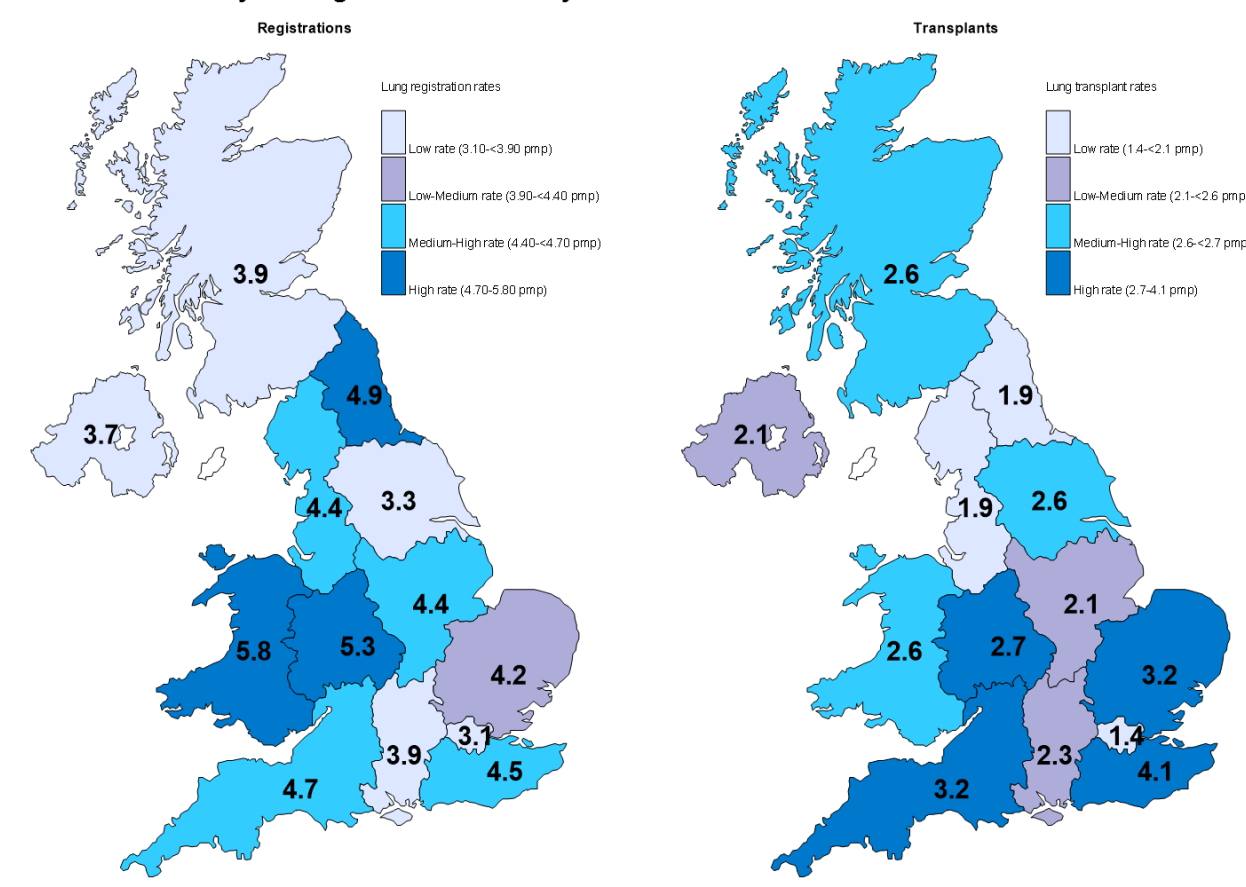 Registrations
Lung registration rates
Low rate (3.10-<3.90 pmp)
Low-Medium rate (3.90-<4.40 pmp)
Medium-High rate (4.40-<4.70 pmp)
High rate (4.70-5.80 pmp)
3.9
4.9
3.7
3.3
4.4
4.4
5.8
5.3
4.2
3.1
3.9
4.5
4.7
Transplants
Lung transplant rates
Low rate (1.4-<2.1 pmp)
Low-Medium rate (2.1-<2.6 pmp
Medium-High rate (2.6-<2.7 pmp
High rate (2.7-4.1 pmp)
2.6
1.9
2.1
2.6
1.9
2.1
2.6
2.7
3.2
1.4
2.3
4.1
3.2